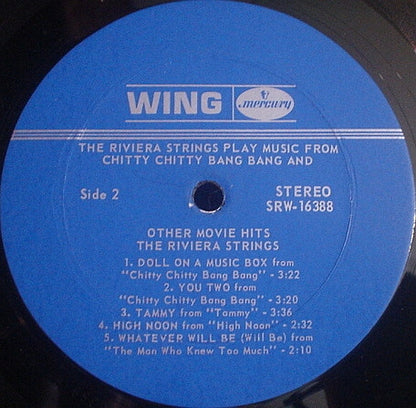 WING mercury
THE RIVIERA STRINGS PLAY MUSIC FROM
CHITTY CHITTY BANG BANG AND
Side 2
STEREO
SRW-16388
OTHER MOVIE HITS
THE RIVIERA STRINGS
1. DOLL ON A MUSIC BOX from
"Chitty Chitty Bang Bang" - 3:22
2. YOU TWO from
"Chitty Chitty Bang Bang" - 3:20
3. TAMMY from "Tammy" - 3:36
4. HIGH NOON from "High Noon" - 2:32
5. WHATEVER WILL BE (Will Be) from
"The Man Who Knew Too Much" - 2:10